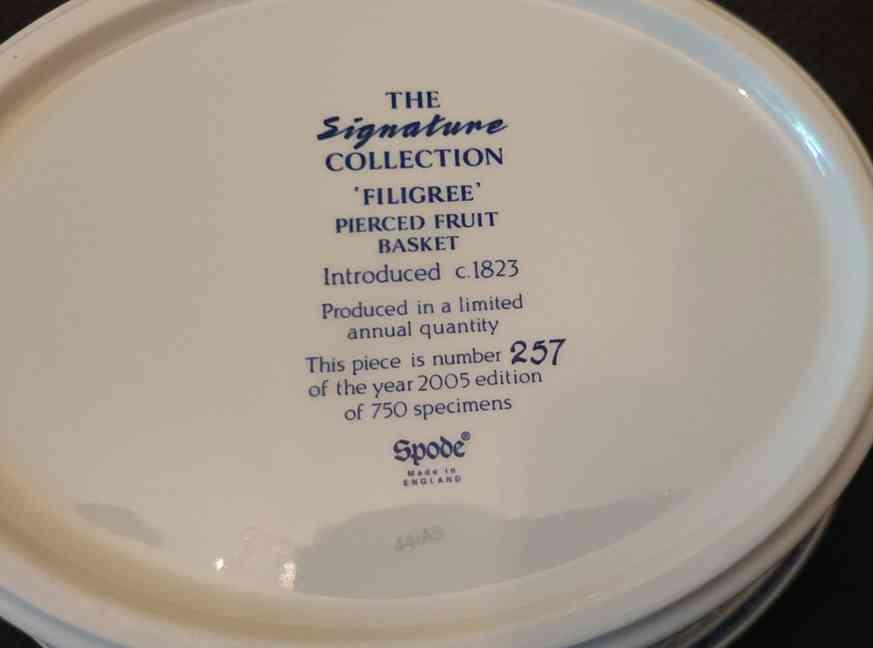 THE
Signature
COLLECTION
'FILIGREE'
PIERCED FRUIT
BASKET
Introduced c.1823
Produced in a limited
annual quantity
This piece is number 257
of the year 2005 edition
of 750 specimens
Spode®
Made in
ENGLAND